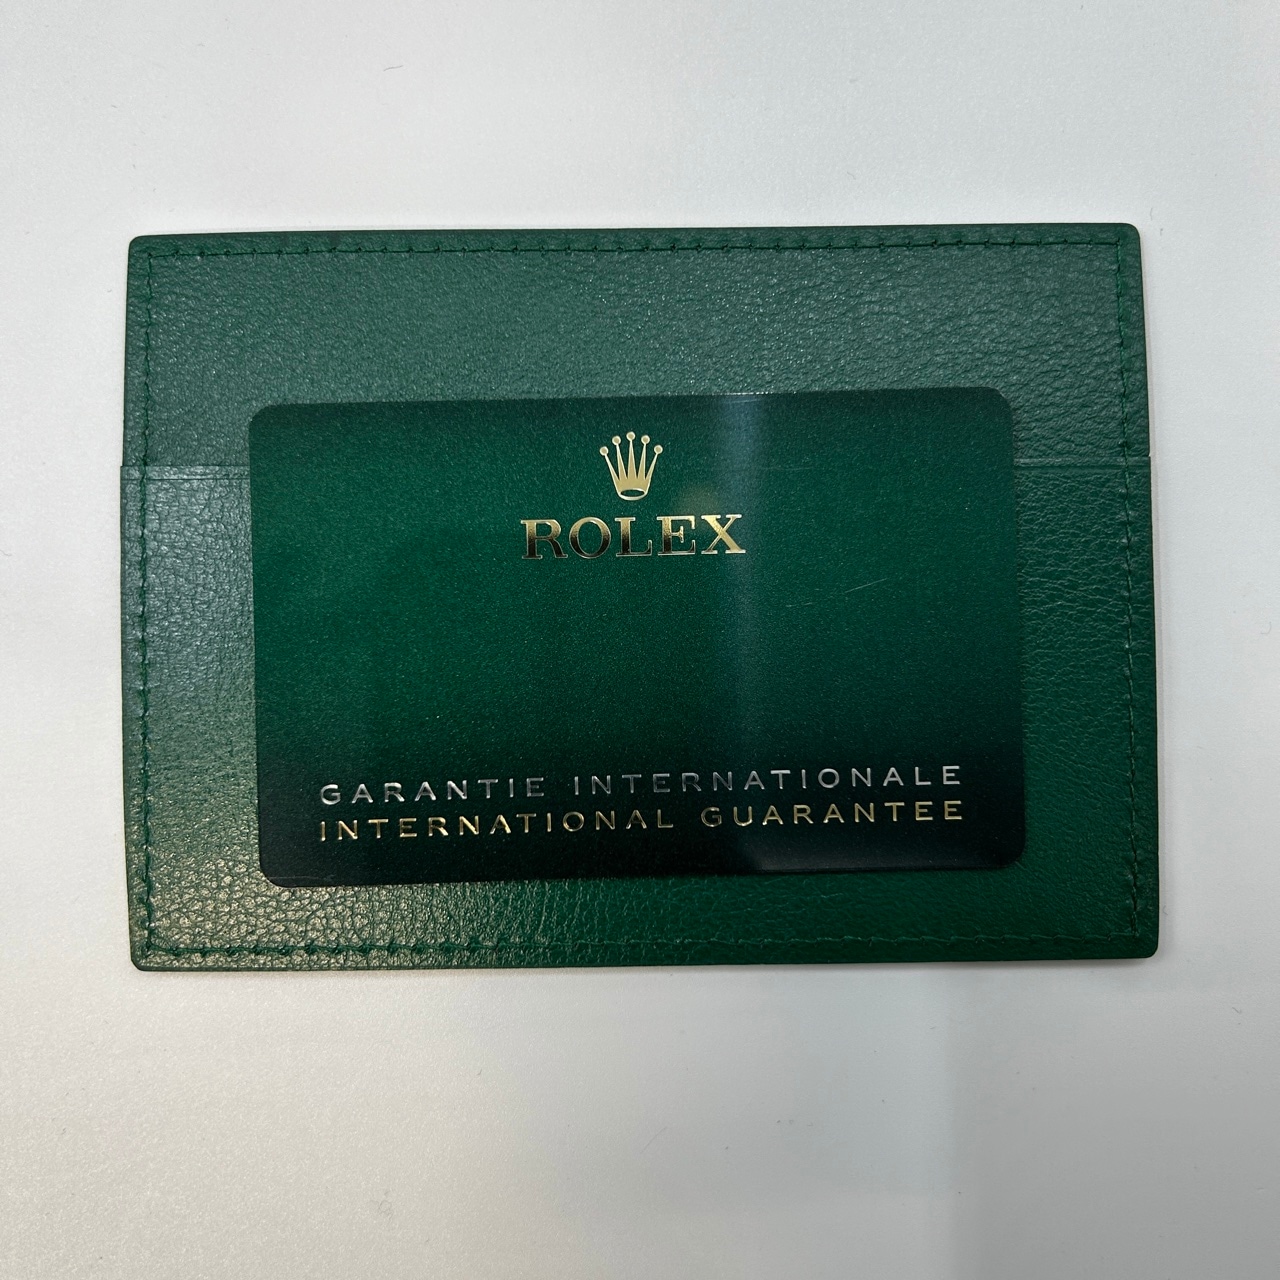 ROLEX
GARANTIE INTERNATIONALE
INTERNATIONAL GUARANTEE